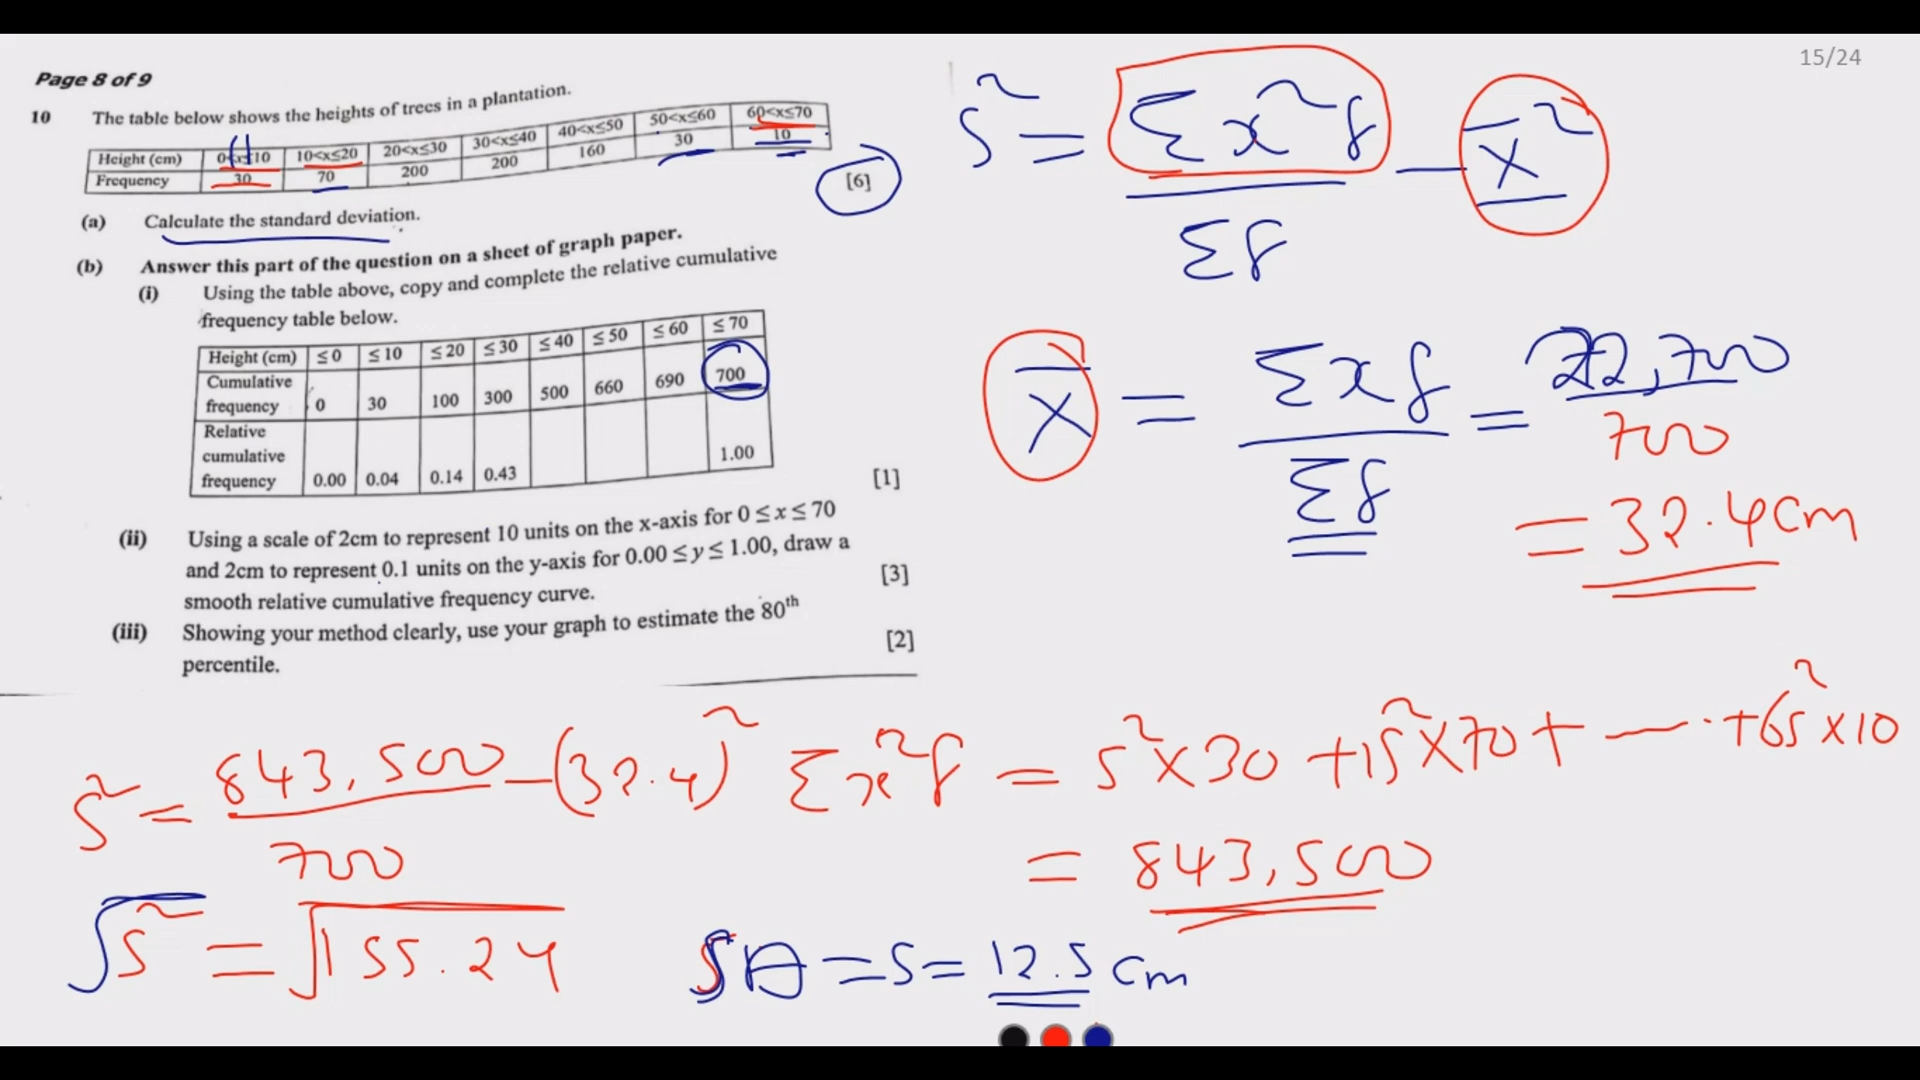 15/24
Page 8 of 9
10 The table below shows the heights of trees in a plantation.
Height (cm) 0<x≤10 10<x≤20 20<x≤30 30<x≤40 40<x≤50 50<x≤60 60<x≤70
Frequency 30 70 200 200 160 30 10
[6]
(a) Calculate the standard deviation.
(b) Answer this part of the question on a sheet of graph paper.
(i) Using the table above, copy and complete the relative cumulative
frequency table below.
Height (cm) ≤0 ≤10 ≤20 ≤30 ≤40 ≤50 ≤60 ≤70
Cumulative
frequency 0 30 100 300 500 660 690 700
Relative
cumulative
frequency 0.00 0.04 0.14 0.43 1.00
[1]
(ii) Using a scale of 2cm to represent 10 units on the x-axis for 0≤x≤70
and 2cm to represent 0.1 units on the y-axis for 0.00≤y≤1.00, draw a
smooth relative cumulative frequency curve. [3]
(iii) Showing your method clearly, use your graph to estimate the 80th
percentile. [2]
s² = Σx²f / Σf − x̄²
x̄ = Σxf / Σf = 22,700 / 700
= 32.4cm
s² = 843,500 / 700 − (32.4)²
Σx²f = 5²×30 + 15²×70 + ---- + 65²×10
= 843,500
√s² = √155.24
SD = s = 12.5 cm